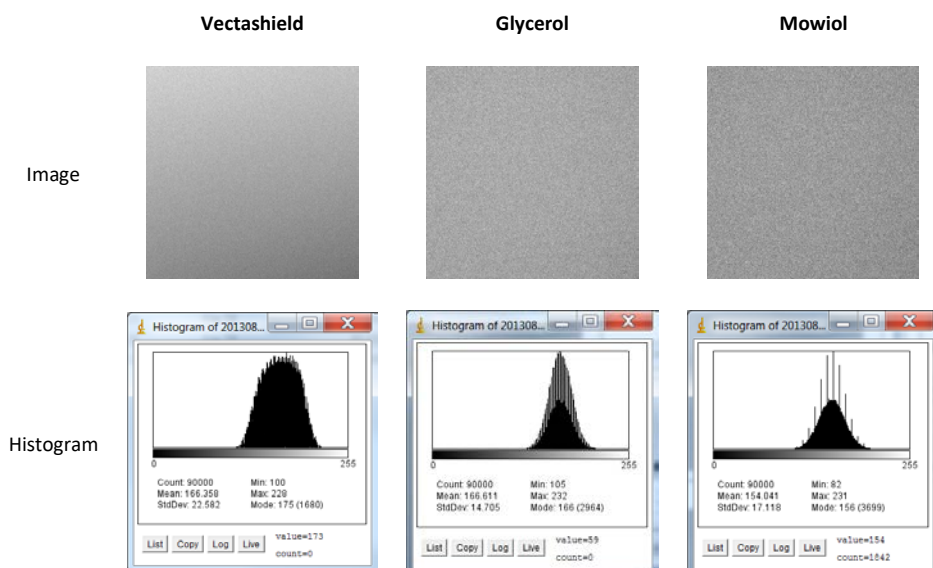 Vectashield Glycerol Mowiol
Image
Histogram of 201308...
0 255
Count: 90000 Min: 100
Mean: 166.358 Max: 228
StdDev: 22.582 Mode: 175 (1680)
List Copy Log Live
value=173
count=0
Histogram of 201308...
0 255
Count: 90000 Min: 105
Mean: 166.611 Max: 232
StdDev: 14.705 Mode: 166 (2964)
List Copy Log Live
value=59
count=0
Histogram of 201308...
0 255
Count: 90000 Min: 82
Mean: 154.041 Max: 231
StdDev: 17.118 Mode: 156 (3699)
List Copy Log Live
value=154
count=1842
Histogram